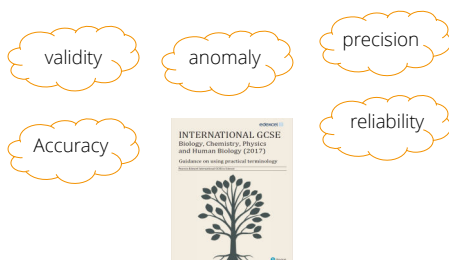 validity
anomaly
precision
Accuracy
reliability
edexcel
INTERNATIONAL GCSE
Biology, Chemistry, Physics
and Human Biology (2017)
Guidance on using practical terminology